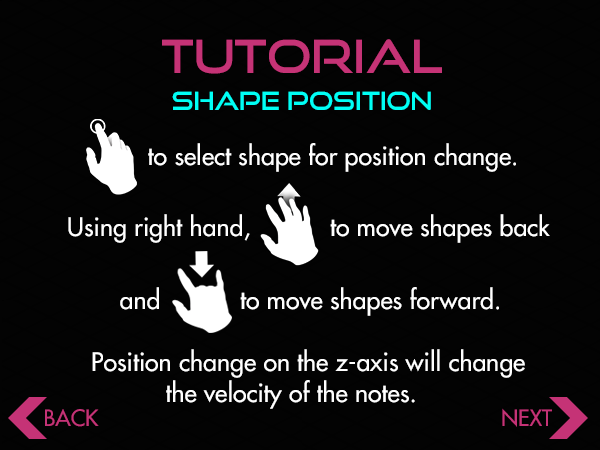 TUTORIAL
SHAPE POSITION
to select shape for position change.
Using right hand, to move shapes back
and to move shapes forward.
Position change on the z-axis will change
the velocity of the notes.
BACK
NEXT